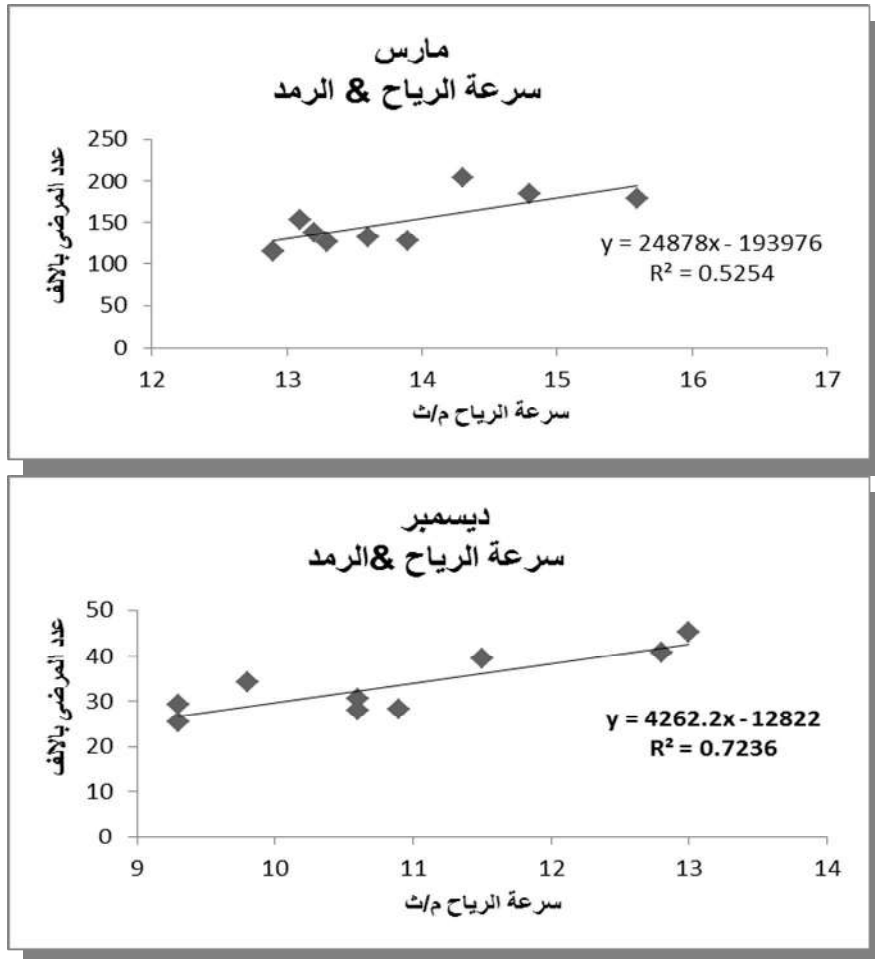 مارس
سرعة الرياح & الرمد
عدد المرضى بالالف
250
200
150
100
50
0
y = 24878x - 193976
R² = 0.5254
12 13 14 15 16 17
سرعة الرياح م/ث
ديسمبر
سرعة الرياح &الرمد
عدد المرضى بالالف
50
40
30
20
10
0
y = 4262.2x - 12822
R² = 0.7236
9 10 11 12 13 14
سرعة الرياح م/ث